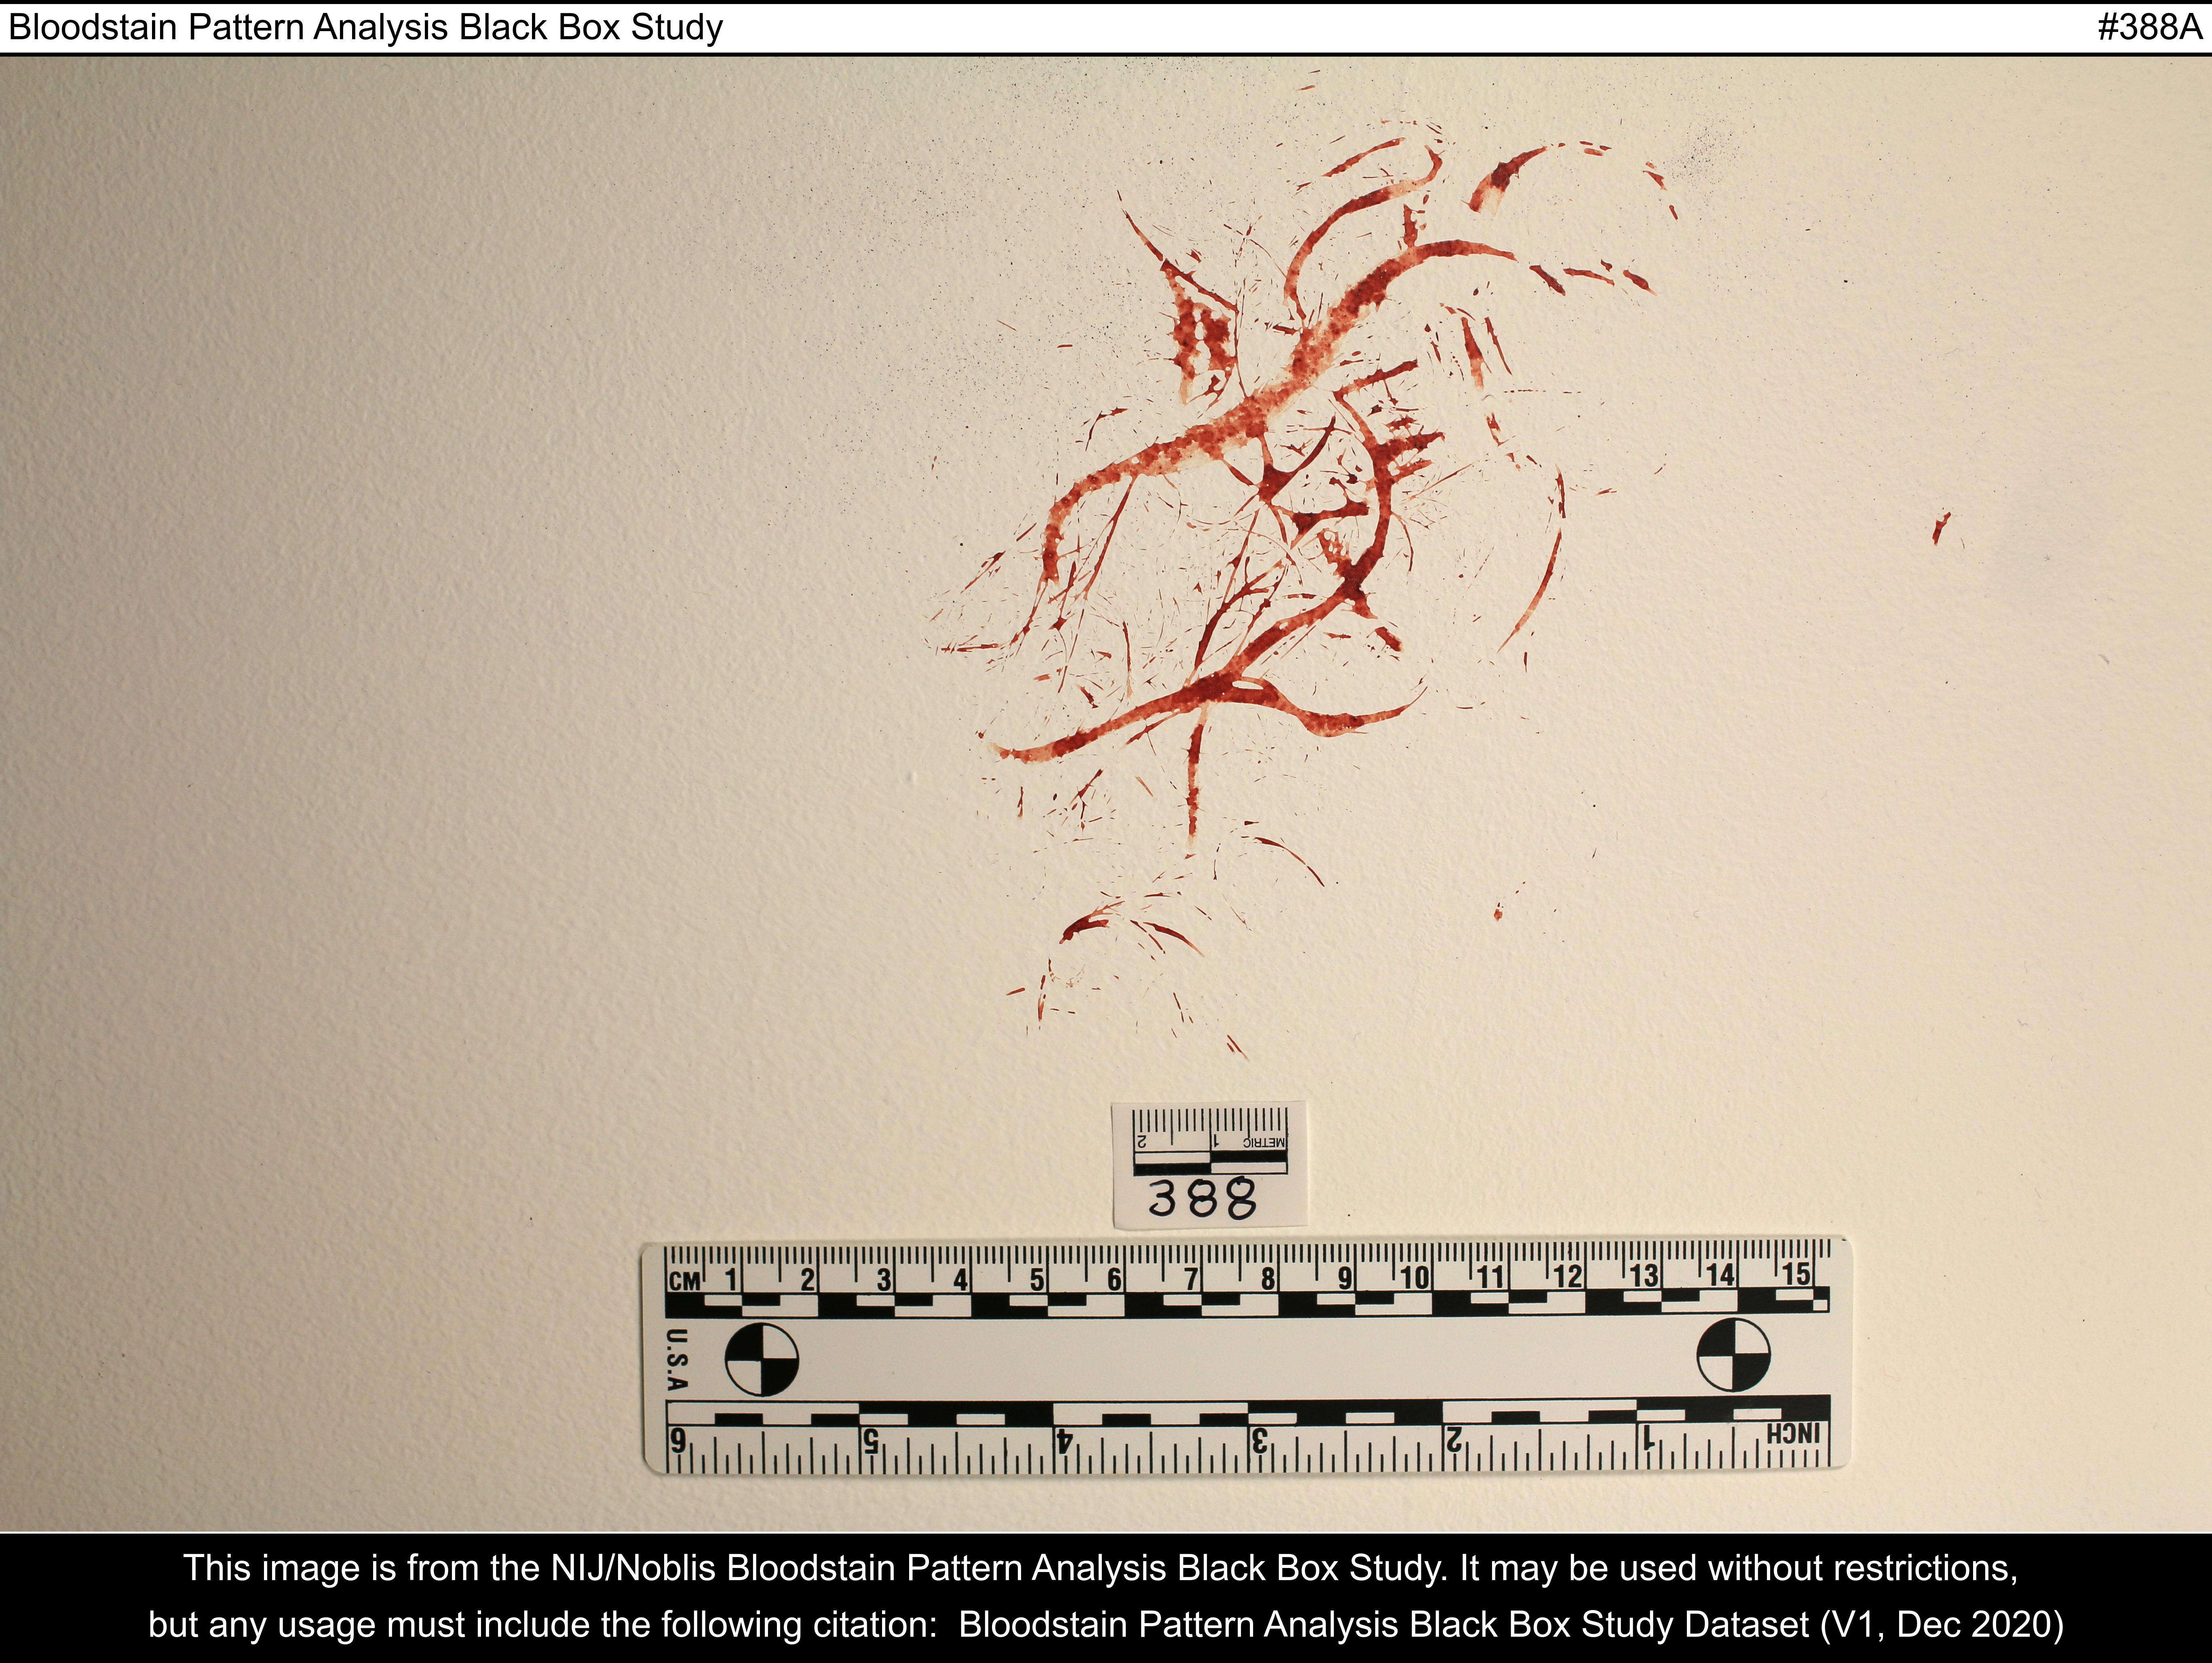 Bloodstain Pattern Analysis Black Box Study #388A
2 1 METRIC
388
CM 1 2 3 4 5 6 7 8 9 10 11 12 13 14 15
U.S.A
6 5 4 3 2 1 INCH
This image is from the NIJ/Noblis Bloodstain Pattern Analysis Black Box Study. It may be used without restrictions,
but any usage must include the following citation: Bloodstain Pattern Analysis Black Box Study Dataset (V1, Dec 2020)